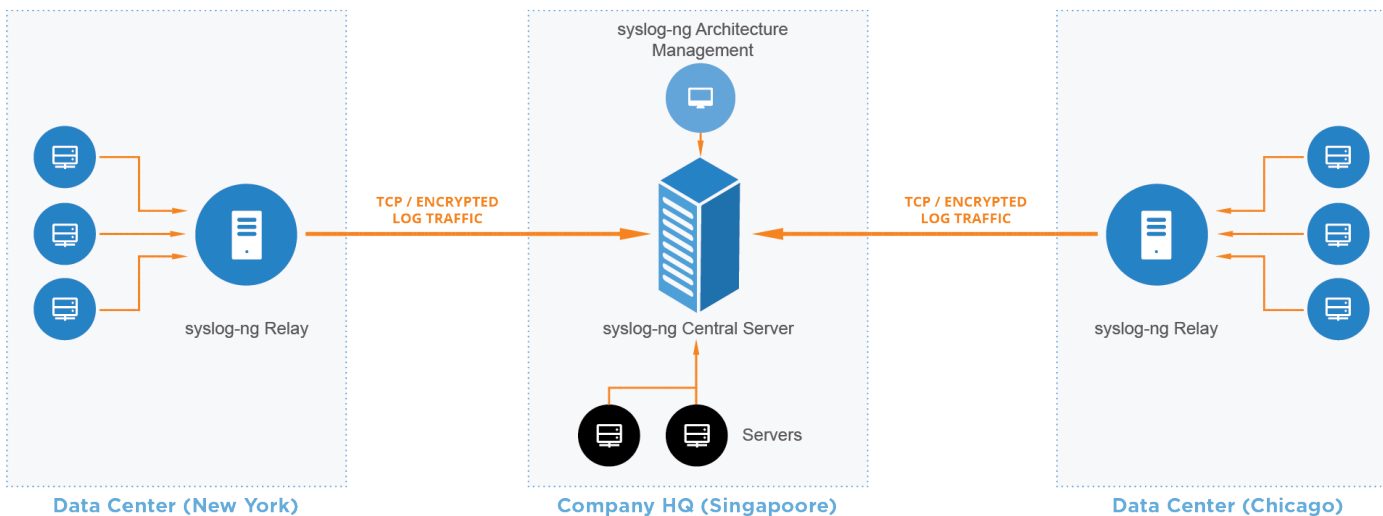 syslog-ng Architecture
Management
TCP / ENCRYPTED
LOG TRAFFIC
TCP / ENCRYPTED
LOG TRAFFIC
syslog-ng Relay
syslog-ng Central Server
syslog-ng Relay
Servers
Data Center (New York)
Company HQ (Singapoore)
Data Center (Chicago)